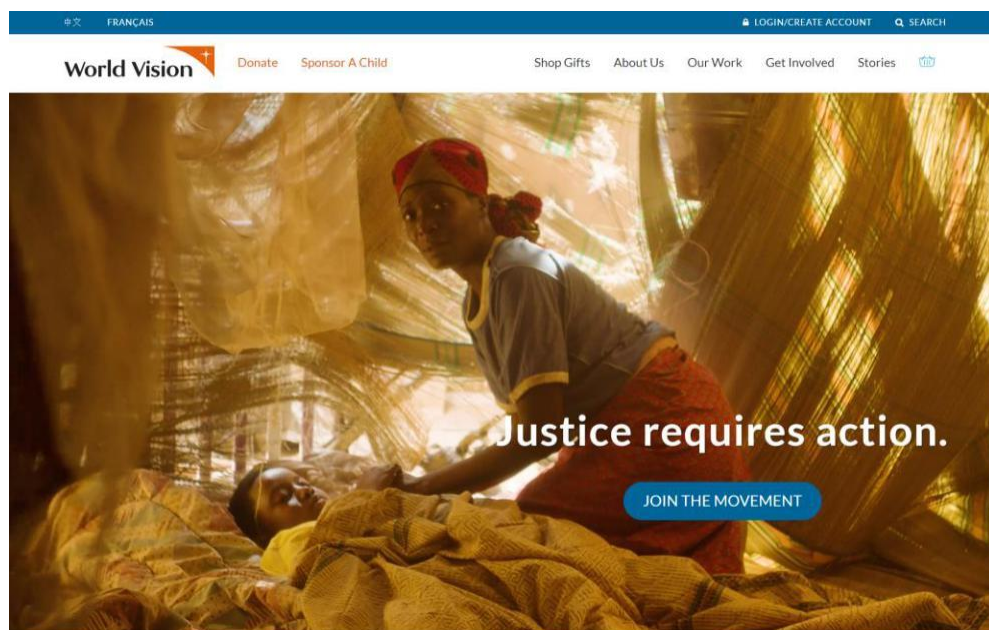 中文 FRANÇAIS LOGIN/CREATE ACCOUNT SEARCH
World Vision Donate Sponsor A Child Shop Gifts About Us Our Work Get Involved Stories
Justice requires action.
JOIN THE MOVEMENT